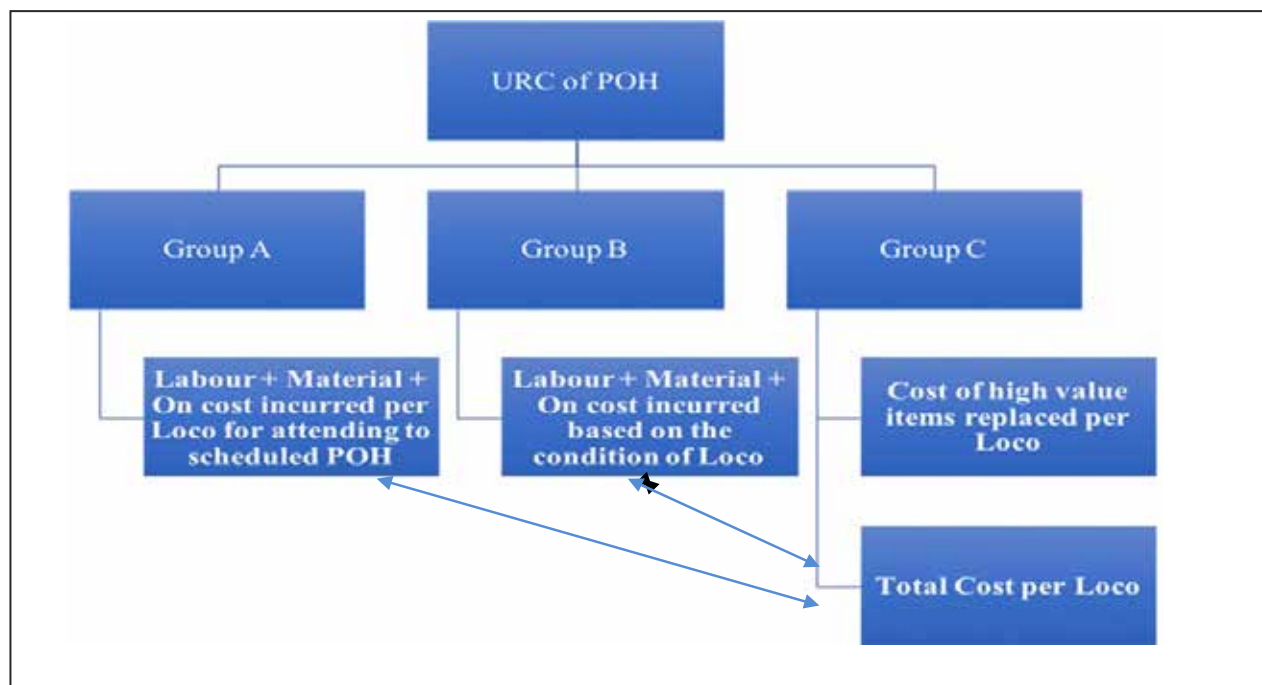 URC of POH
Group A
Group B
Group C
Labour + Material +
On cost incurred per
Loco for attending to
scheduled POH
Labour + Material +
On cost incurred
based on the
condition of Loco
Cost of high value
items replaced per
Loco
Total Cost per Loco